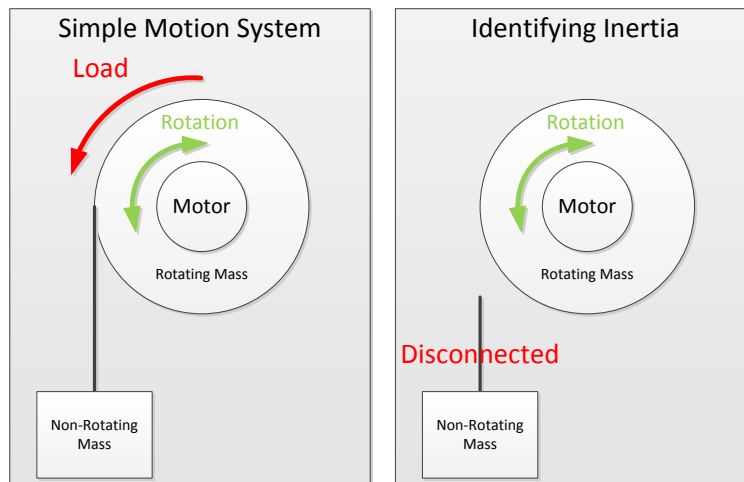 Simple Motion System
Load
Rotation
Motor
Rotating Mass
Non-Rotating
Mass
Identifying Inertia
Rotation
Motor
Rotating Mass
Disconnected
Non-Rotating
Mass